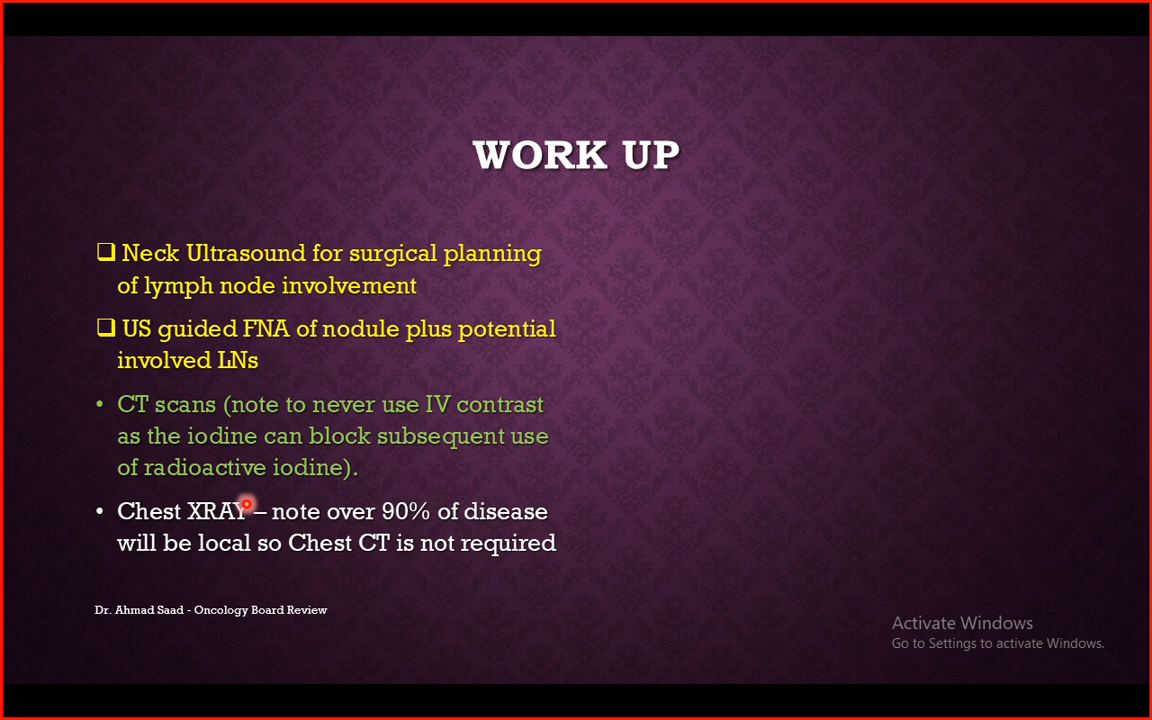 WORK UP
❑ Neck Ultrasound for surgical planning
of lymph node involvement
❑ US guided FNA of nodule plus potential
involved LNs
• CT scans (note to never use IV contrast
as the iodine can block subsequent use
of radioactive iodine).
• Chest XRAY – note over 90% of disease
will be local so Chest CT is not required
Dr. Ahmad Saad - Oncology Board Review
Activate Windows
Go to Settings to activate Windows.